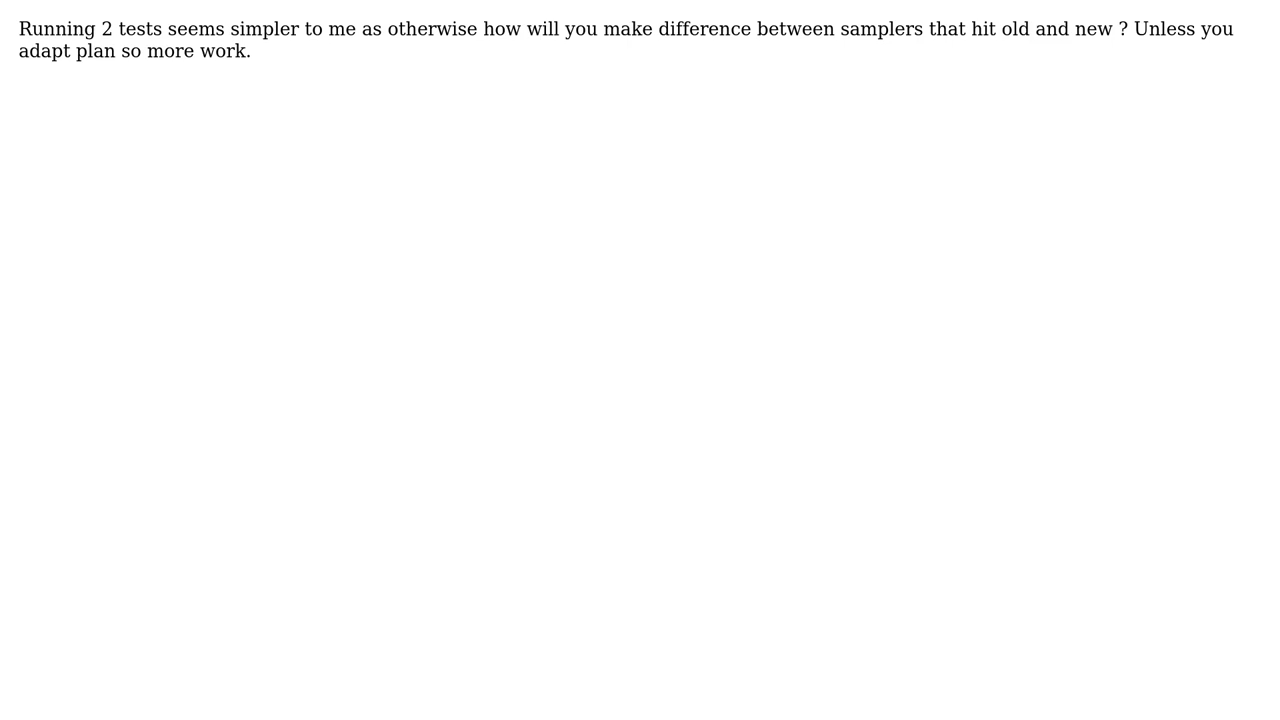 Running 2 tests seems simpler to me as otherwise how will you make difference between samplers that hit old and new ? Unless you
adapt plan so more work.